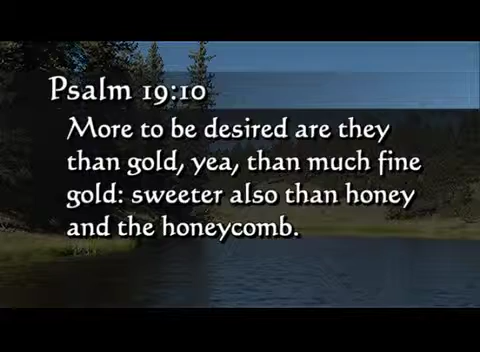 Psalm 19:10
More to be desired are they
than gold, yea, than much fine
gold: sweeter also than honey
and the honeycomb.